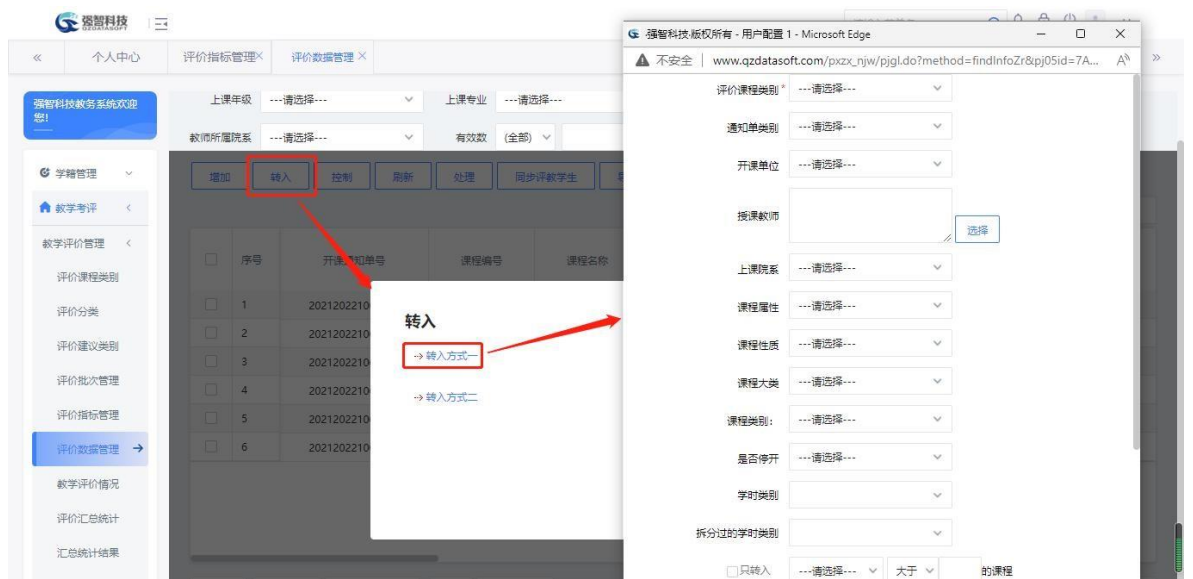 强智科技
QZDATASOFT
强智科技-版权所有 - 用户配置 1 - Microsoft Edge
不安全 www.qzdatasoft.com/pxzx_njw/pjgl.do?method=findInfoZr&pj05id=7A...
« 个人中心 评价指标管理× 评价数据管理× »
强智科技教务系统欢迎
您!
上课年级 ---请选择--- 上课专业 ---请选择---
教师所属院系 ---请选择--- 有效数 (全部)
增加 转入 控制 刷新 处理 同步评教学生
学籍管理
教学考评
教学评价管理
评价课程类别
评价分类
评价建议类别
评价批次管理
评价指标管理
评价数据管理
教学评价情况
评价汇总统计
汇总统计结果
序号 开课通知单号 课程编号 课程名称
1 2021202210
2 2021202210
3 2021202210
4 2021202210
5 2021202210
6 2021202210
转入
转入方式一
转入方式二
评价课程类别* ---请选择---
通知单类别 ---请选择---
开课单位 ---请选择---
授课教师 选择
上课院系 ---请选择---
课程属性 ---请选择---
课程性质 ---请选择---
课程大类 ---请选择---
课程类别: ---请选择---
是否停开 ---请选择---
学时类别
拆分过的学时类别
只转入 ---请选择--- 大于 的课程